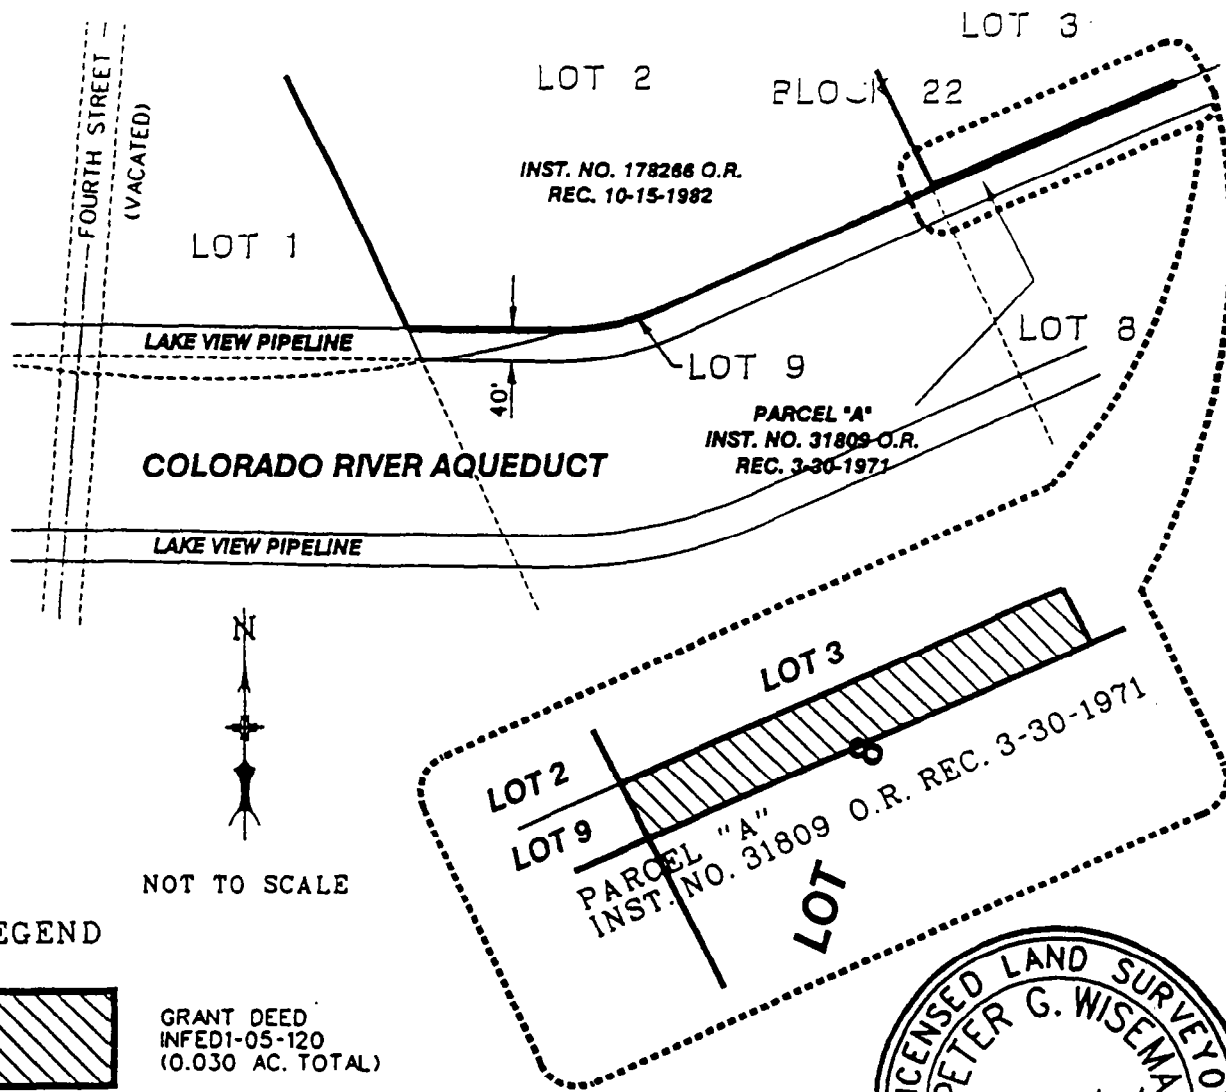 LOT 3
LOT 2
BLOCK 22
FOURTH STREET
(VACATED)
INST. NO. 178266 O.R.
REC. 10-15-1982
LOT 1
LAKE VIEW PIPELINE
LOT 8
LOT 9
40'
PARCEL "A"
INST. NO. 31809 O.R.
REC. 3-30-1971
COLORADO RIVER AQUEDUCT
LAKE VIEW PIPELINE
N
NOT TO SCALE
LOT 3
LOT 2
LOT 9
PARCEL "A"
INST. NO. 31809 O.R. REC. 3-30-1971
LOT 8
EGEND
GRANT DEED
INFED1-05-120
(0.030 AC. TOTAL)
ICENSED LAND SURVEYO
PETER G. WISEMA